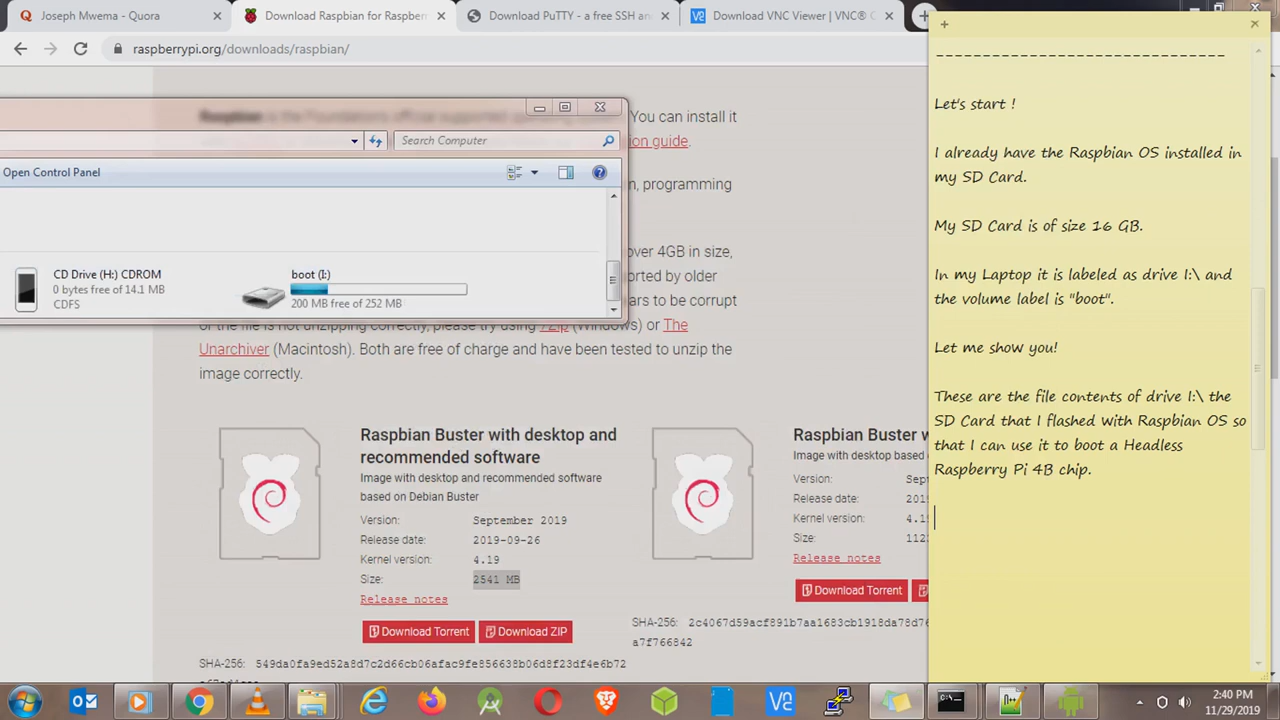 Joseph Mwema - Quora
Download Raspbian for Raspber
Download PuTTY - a free SSH an
Download VNC Viewer | VNC®
raspberrypi.org/downloads/raspbian/
You can install it
guide.
Search Computer
Open Control Panel
n, programming
over 4GB in size,
ported by older
ars to be corrupt
CD Drive (H:) CDROM
0 bytes free of 14.1 MB
CDFS
boot (I:)
200 MB free of 252 MB
or the file is not unzipping correctly, please try using 7Zip (Windows) or The
Unarchiver (Macintosh). Both are free of charge and have been tested to unzip the
image correctly.
Raspbian Buster with desktop and
recommended software
Image with desktop and recommended software
based on Debian Buster
Version: September 2019
Release date: 2019-09-26
Kernel version: 4.19
Size: 2541 MB
Release notes
Download Torrent
Download ZIP
SHA-256: 549da0fa9ed52a8d7c2d66cb06afac9fe856638b06d8f23df4e6b72
Raspbian Buster w
Image with desktop based
Version: Sep
Release date: 201
Kernel version: 4.1
Size: 112
Release notes
Download Torrent
SHA-256: 2c4067d59acf891b7aa1683cb1918da78d76
a7f766842
------------------------------
Let's start !
I already have the Raspbian OS installed in
my SD Card.
My SD Card is of size 16 GB.
In my Laptop it is labeled as drive I:\ and
the volume label is "boot".
Let me show you!
These are the file contents of drive I:\ the
SD Card that I flashed with Raspbian OS so
that I can use it to boot a Headless
Raspberry Pi 4B chip.
2:40 PM
11/29/2019